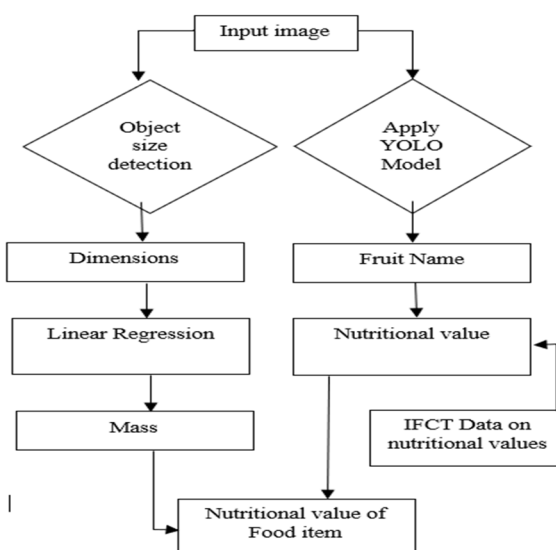 Input image
Object
size
detection
Apply
YOLO
Model
Dimensions
Fruit Name
Linear Regression
Nutritional value
Mass
IFCT Data on
nutritional values
Nutritional value of
Food item